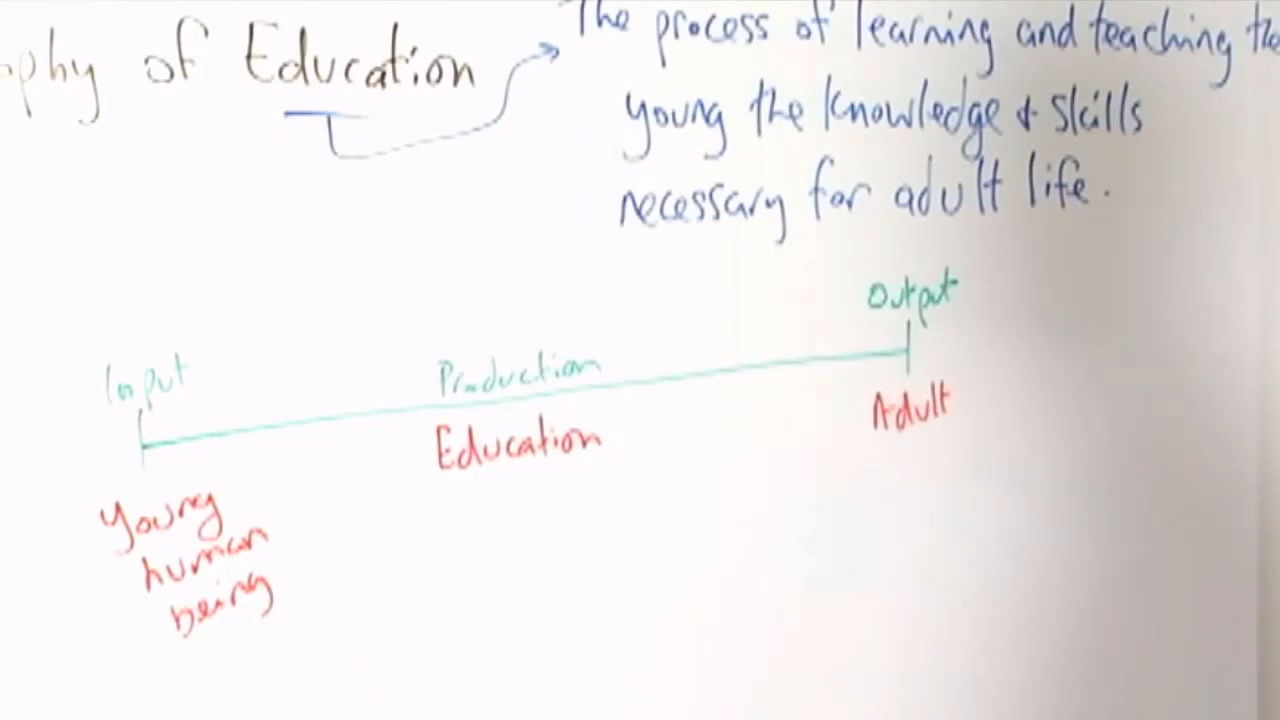 ophy of Education
The process of learning and teaching the
young the knowledge & skills
necessary for adult life.
Output
Input
Production
Adult
Education
Young
human
being